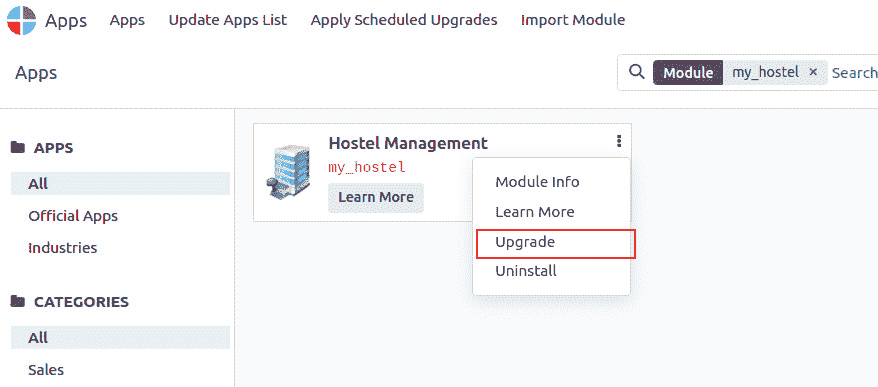 Apps Apps Update Apps List Apply Scheduled Upgrades Import Module
Apps
Module my_hostel × Search
APPS
All
Official Apps
Industries
CATEGORIES
All
Sales
Hostel Management
my_hostel
Learn More
Module Info
Learn More
Upgrade
Uninstall